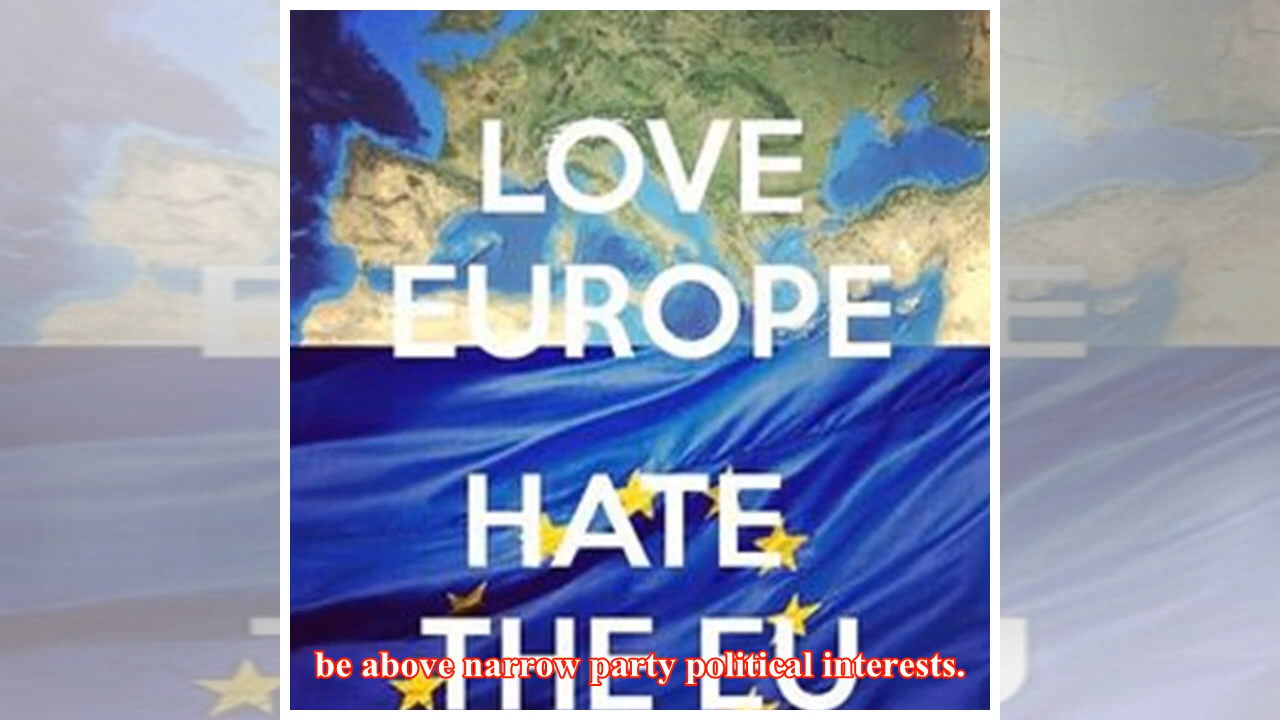 LOVE
EUROPE
HATE
THE EU
be above narrow party political interests.